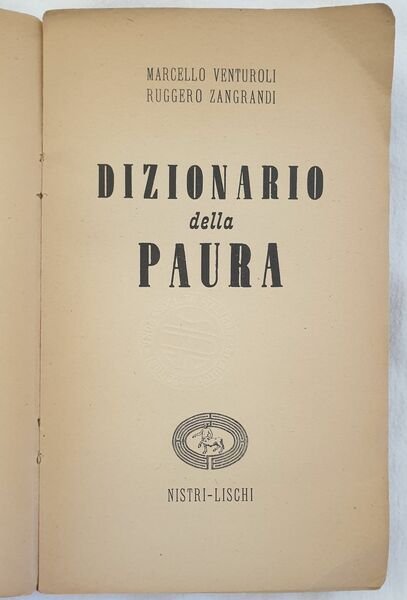 MARCELLO VENTUROLI
RUGGERO ZANGRANDI
DIZIONARIO
della
PAURA
NISTRI-LISCHI